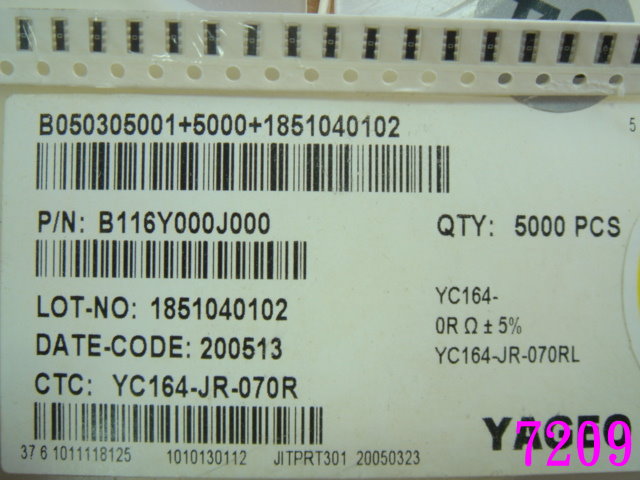 B050305001+5000+1851040102
5
P/N: B116Y000J000
QTY: 5000 PCS
LOT-NO: 1851040102
YC164-
0R Ω ± 5%
DATE-CODE: 200513
YC164-JR-070RL
CTC: YC164-JR-070R
YAGEO
7209
37 6 1011118125 1010130112 JITPRT301 20050323